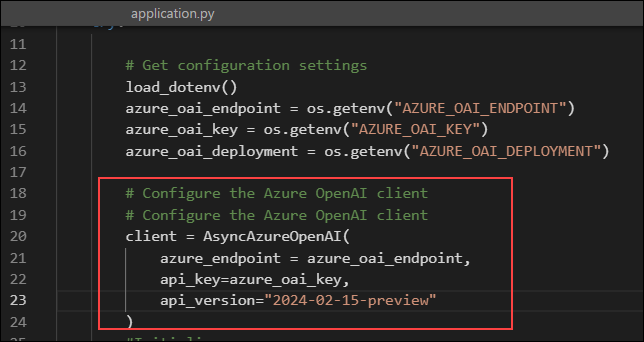 application.py
11
12 # Get configuration settings
13 load_dotenv()
14 azure_oai_endpoint = os.getenv("AZURE_OAI_ENDPOINT")
15 azure_oai_key = os.getenv("AZURE_OAI_KEY")
16 azure_oai_deployment = os.getenv("AZURE_OAI_DEPLOYMENT")
17
18 # Configure the Azure OpenAI client
19 # Configure the Azure OpenAI client
20 client = AsyncAzureOpenAI(
21 azure_endpoint = azure_oai_endpoint,
22 api_key=azure_oai_key,
23 api_version="2024-02-15-preview"
24 )